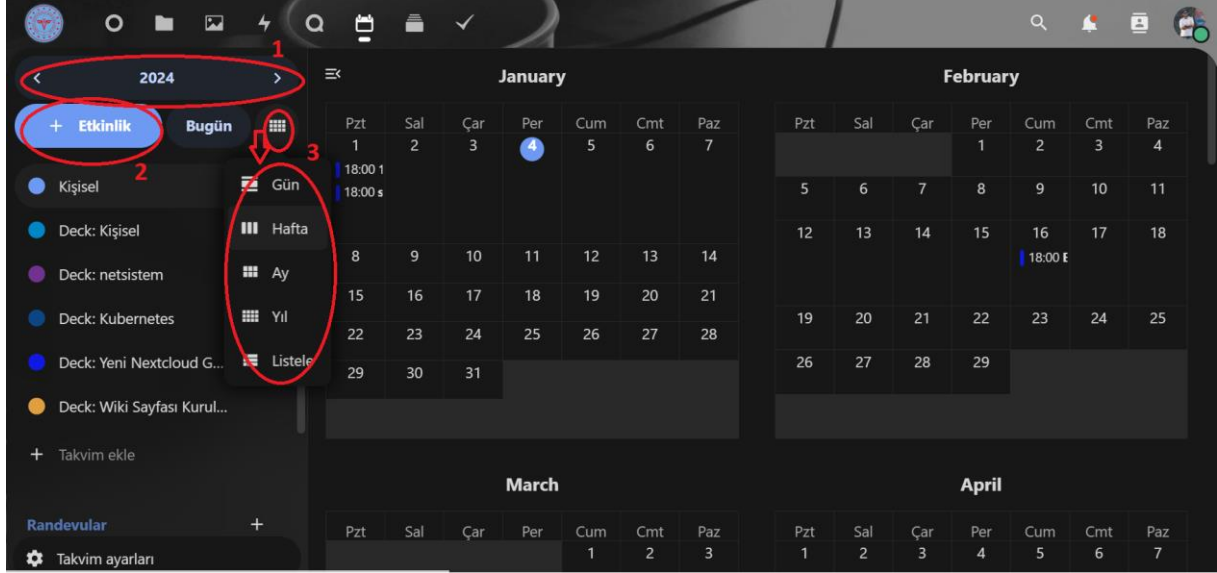 1
2024
+ Etkinlik
Bugün
2
3
Gün
Hafta
Ay
Yıl
Listele
Kişisel
Deck: Kişisel
Deck: netsistem
Deck: Kubernetes
Deck: Yeni Nextcloud G...
Deck: Wiki Sayfası Kurul...
+ Takvim ekle
Randevular +
Takvim ayarları
January
Pzt Sal Çar Per Cum Cmt Paz
1 2 3 4 5 6 7
18:00 1
18:00 s
8 9 10 11 12 13 14
15 16 17 18 19 20 21
22 23 24 25 26 27 28
29 30 31
February
Pzt Sal Çar Per Cum Cmt Paz
1 2 3 4
5 6 7 8 9 10 11
12 13 14 15 16 17 18
18:00 E
19 20 21 22 23 24 25
26 27 28 29
March
Pzt Sal Çar Per Cum Cmt Paz
1 2 3
April
Pzt Sal Çar Per Cum Cmt Paz
1 2 3 4 5 6 7